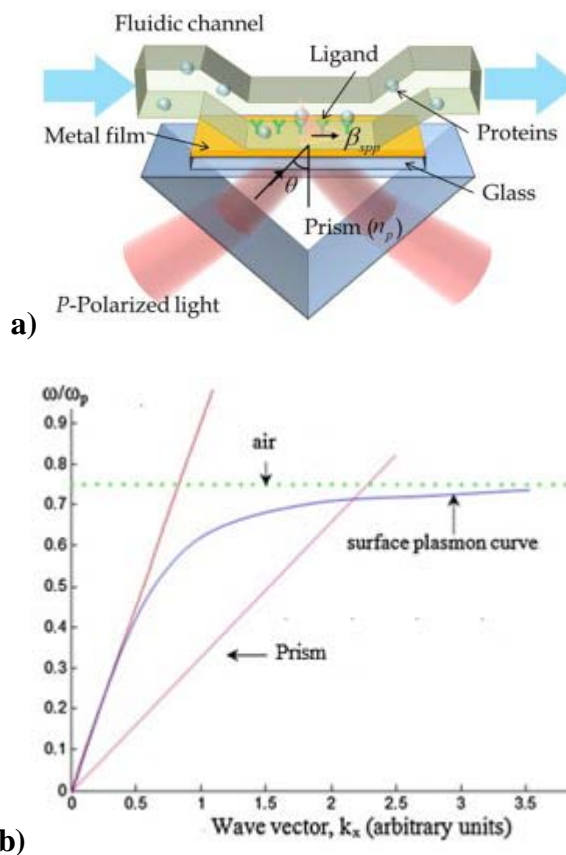 Fluidic channel
Ligand
Metal film
β_spp
Proteins
θ
Glass
Prism (n_p)
P-Polarized light
a)
ω/ω_p
0.9
air
0.8
0.7
surface plasmon curve
0.6
0.5
0.4
0.3
Prism
0.2
0.1
0
0 0.5 1 1.5 2 2.5 3 3.5
Wave vector, k_x (arbitrary units)
b)